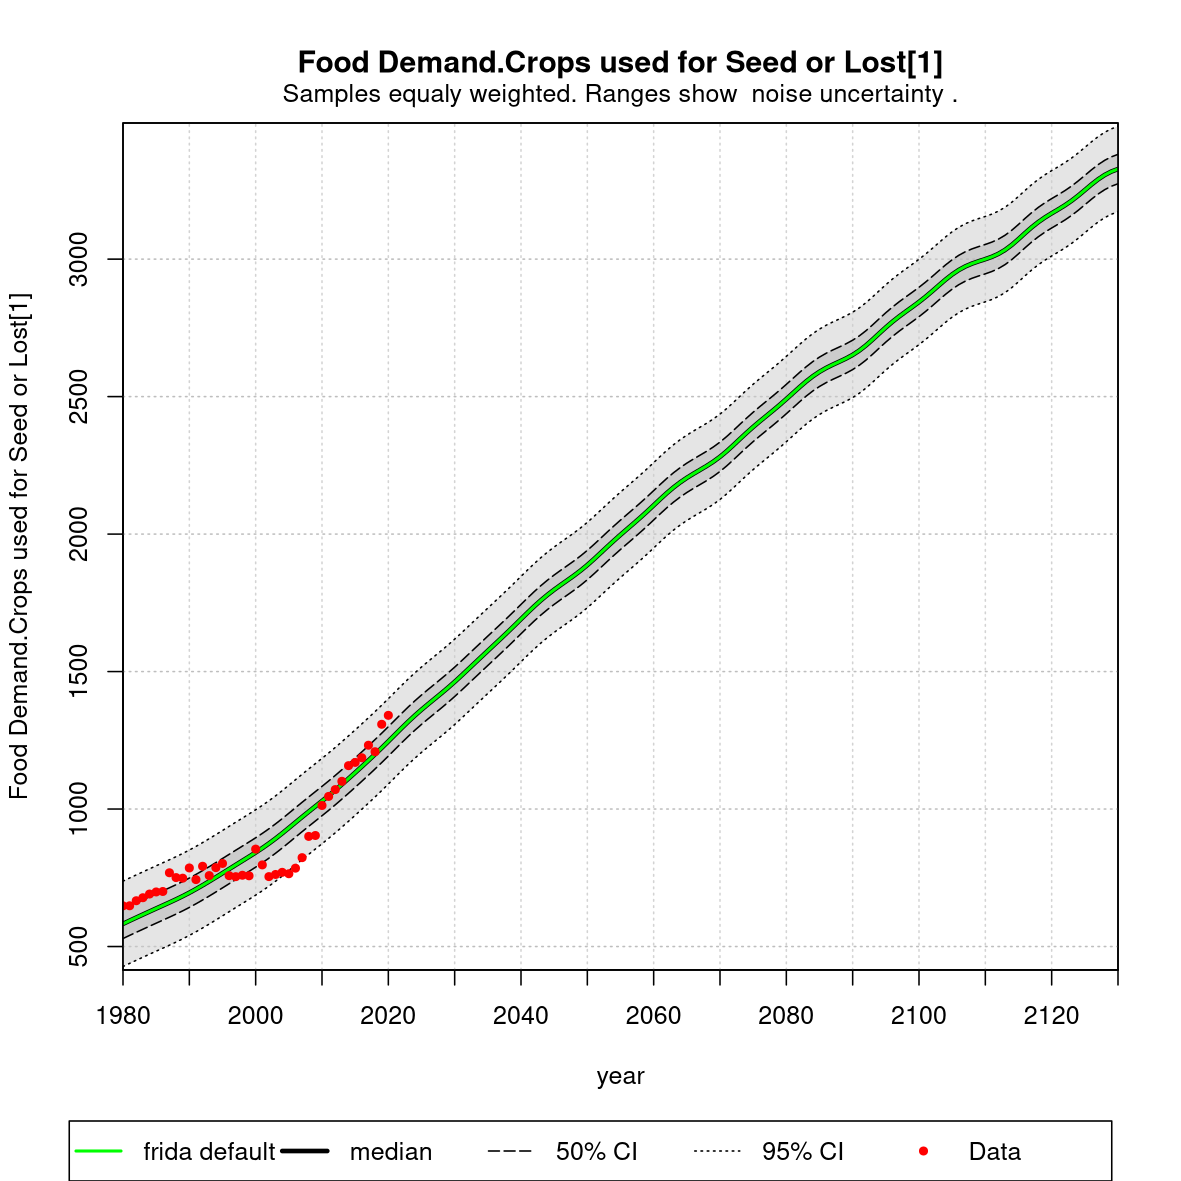 Food Demand.Crops used for Seed or Lost[1]
Samples equaly weighted. Ranges show  noise uncertainty .
Food Demand.Crops used for Seed or Lost[1]
3000
2500
2000
1500
1000
500
1980 2000 2020 2040 2060 2080 2100 2120
year
frida default median 50% CI 95% CI Data